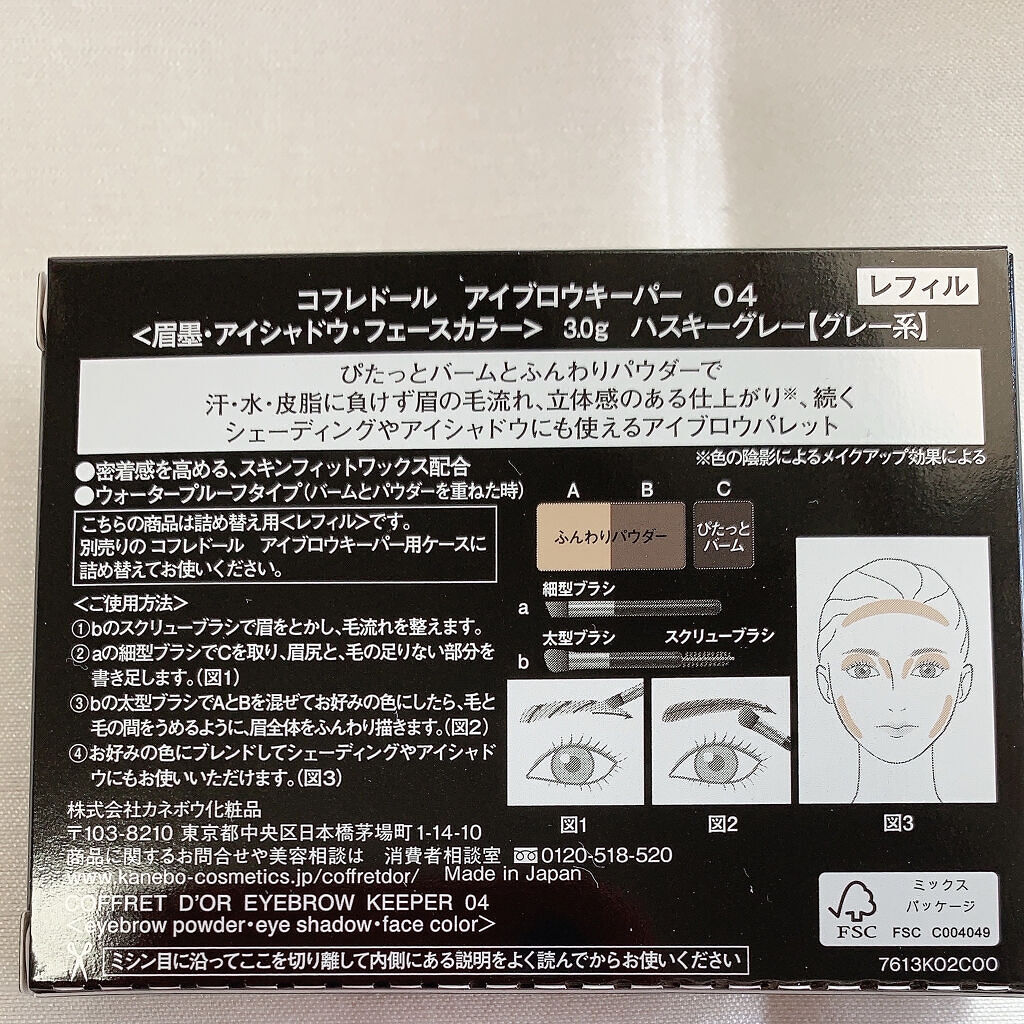 レフィル
コフレドール アイブロウキーパー 04
<眉墨・アイシャドウ・フェースカラー> 3.0g ハスキーグレー【グレー系】
ぴたっとバームとふんわりパウダーで
汗・水・皮脂に負けず眉の毛流れ、立体感のある仕上がり※、続く
シェーディングやアイシャドウにも使えるアイブロウパレット
※色の陰影によるメイクアップ効果による
●密着感を高める、スキンフィットワックス配合
●ウォータープルーフタイプ(バームとパウダーを重ねた時)
こちらの商品は詰め替え用<レフィル>です。
別売りの コフレドール アイブロウキーパー用ケースに
詰め替えてお使いください。
<ご使用方法>
①bのスクリューブラシで眉をとかし、毛流れを整えます。
②aの細型ブラシでCを取り、眉尻と、毛の足りない部分を
書き足します。(図1)
③bの太型ブラシでAとBを混ぜてお好みの色にしたら、毛と
毛の間をうめるように、眉全体をふんわり描きます。(図2)
④お好みの色にブレンドしてシェーディングやアイシャド
ウにもお使いいただけます。(図3)
A B C
ふんわりパウダー
ぴたっと
バーム
細型ブラシ
a
太型ブラシ スクリューブラシ
b
図1 図2 図3
株式会社カネボウ化粧品
〒103-8210 東京都中央区日本橋茅場町1-14-10
商品に関するお問合せや美容相談は 消費者相談室 0120-518-520
www.kanebo-cosmetics.jp/coffretdor/ Made in Japan
COFFRET D'OR EYEBROW KEEPER 04
<eyebrow powder・eye shadow・face color>
ミシン目に沿ってここを切り離して内側にある説明をよく読んでからお使いください
ミックス
パッケージ
FSC FSC C004049
7613K02C00